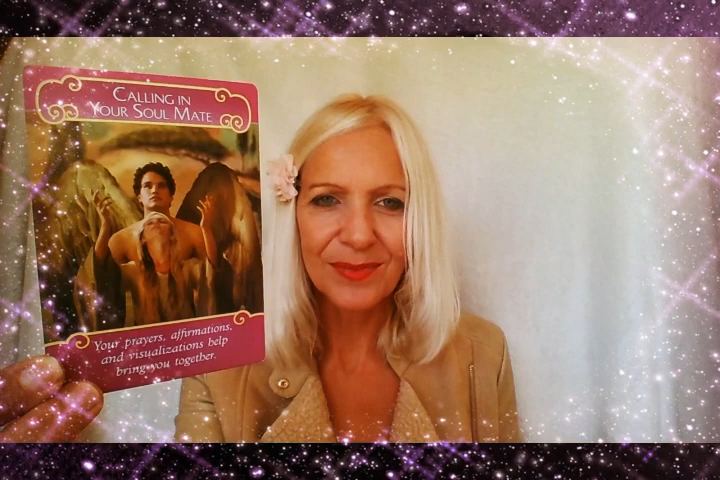 CALLING IN
YOUR SOUL MATE
Your prayers, affirmations,
and visualizations help
bring you together.